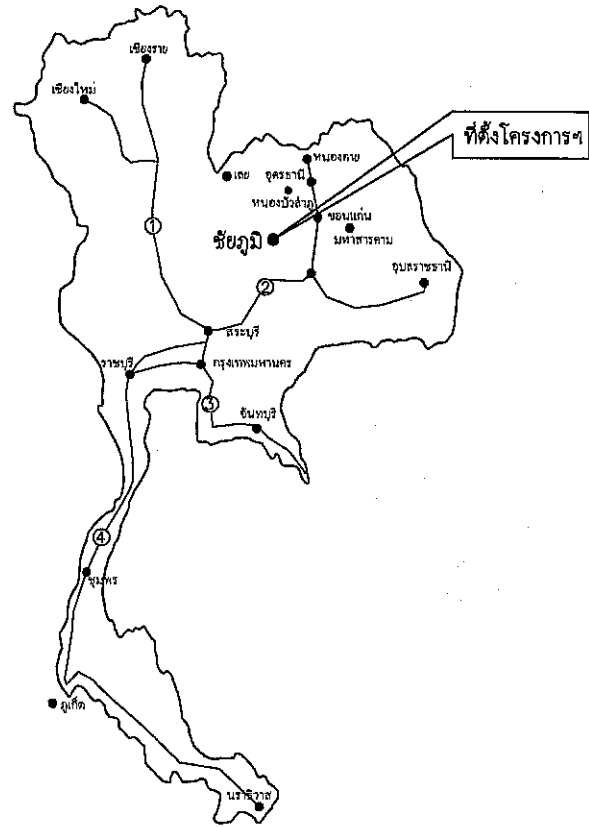 เชียงราย
เชียงใหม่
ที่ตั้งโครงการฯ
หนองคาย
เลย
อุดรธานี
หนองบัวลำภู
ขอนแก่น
①
ชัยภูมิ
มหาสารคาม
อุบลราชธานี
②
สระบุรี
ราชบุรี
กรุงเทพมหานคร
③
จันทบุรี
④
ชุมพร
ภูเก็ต
นราธิวาส